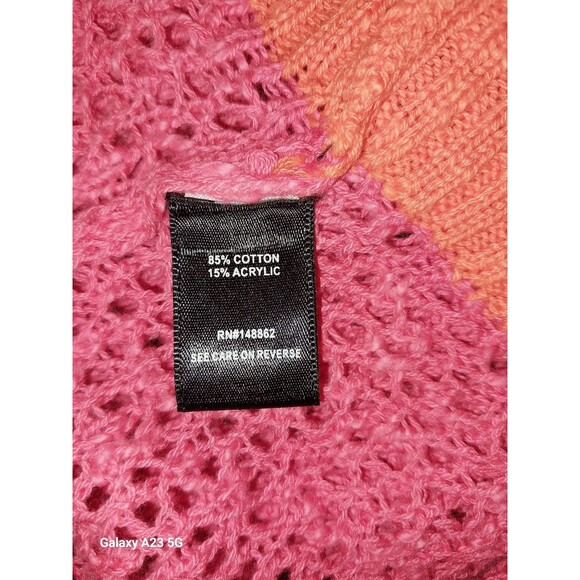 85% COTTON
15% ACRYLIC
RN#148862
SEE CARE ON REVERSE
Galaxy A23 5G